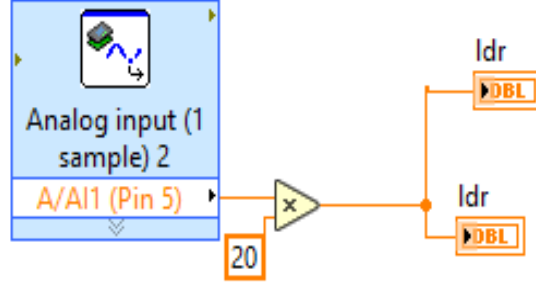 Analog input (1
sample) 2
A/AI1 (Pin 5)
×
20
ldr
DBL
ldr
DBL